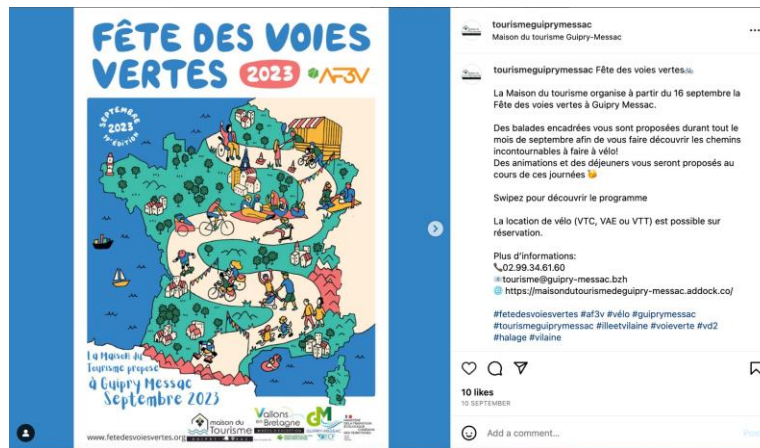 FÊTE DES VOIES
VERTES 2023 AF3V
SEPTEMBRE
2023
19e ÉDITION
La Maison du
Tourisme propose
à Guipry Messac
Septembre 2023
www.fetedesvoiesvertes.org
maison du
Tourisme
Vallons
en Bretagne
GM
GUIPRY-MESSAC
tourismeguiprymessac
Maison du tourisme Guipry-Messac
tourismeguiprymessac Fête des voies vertes🚲
La Maison du tourisme organise à partir du 16 septembre la
Fête des voies vertes à Guipry Messac.
Des balades encadrées vous sont proposées durant tout le
mois de septembre afin de vous faire découvrir les chemins
incontournables à faire à vélo!
Des animations et des déjeuners vous seront proposés au
cours de ces journées
Swipez pour découvrir le programme
La location de vélo (VTC, VAE ou VTT) est possible sur
réservation.
Plus d'informations:
📞02.99.34.61.60
📧tourisme@guipry-messac.bzh
🌐 https://maisondutourismedeguipry-messac.addock.co/
#fetedesvoiesvertes #af3v #vélo #guiprymessac
#tourismeguiprymessac #illeetvilaine #voieverte #vd2
#halage #vilaine
10 likes
10 SEPTEMBER
Add a comment...
Post